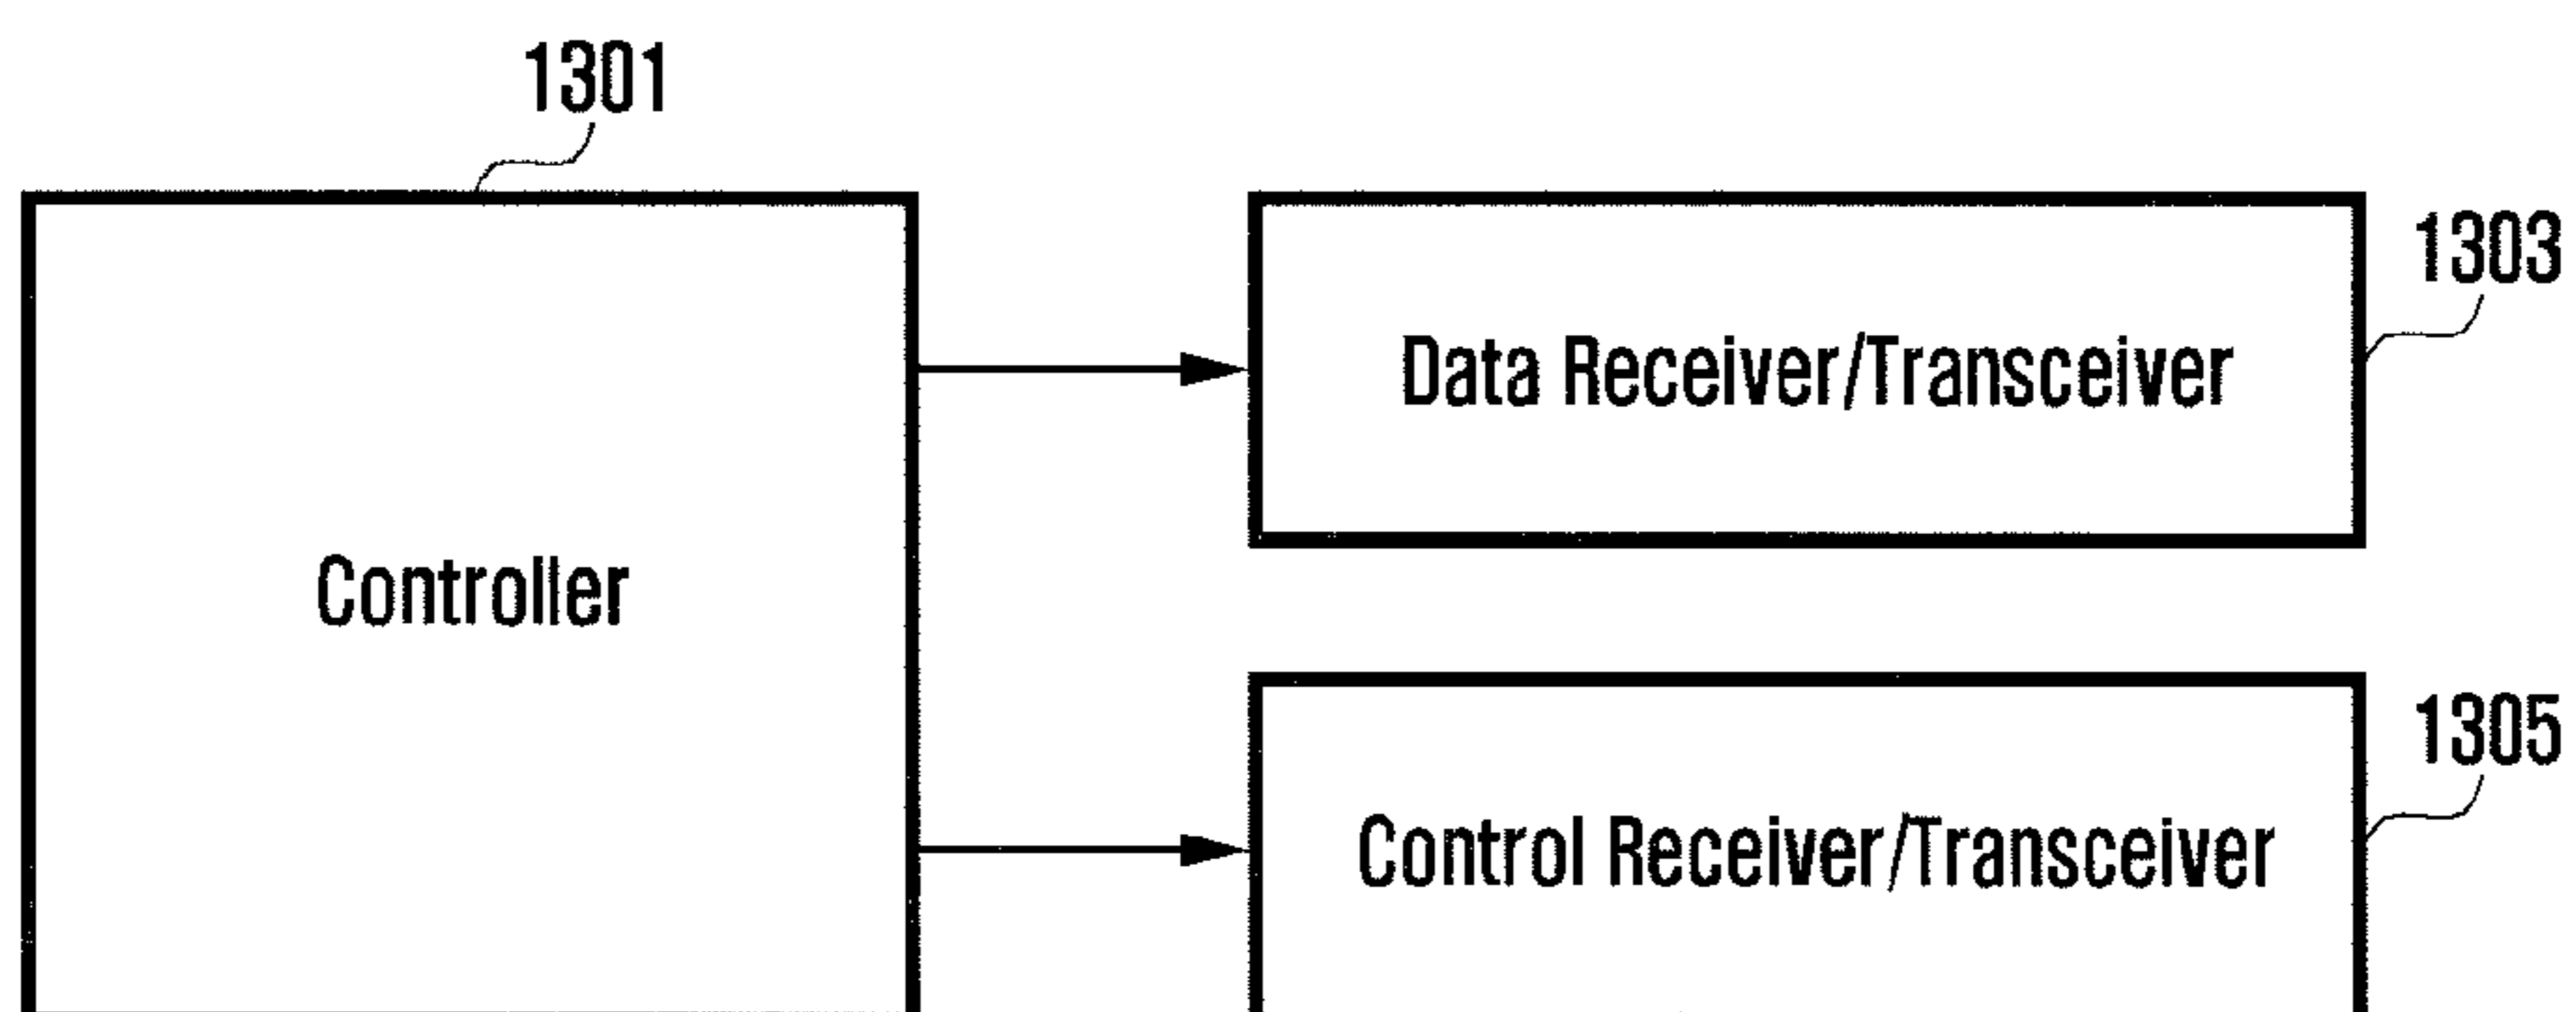 1301
1303
Data Receiver/Transceiver
Controller
1305
Control Receiver/Transceiver